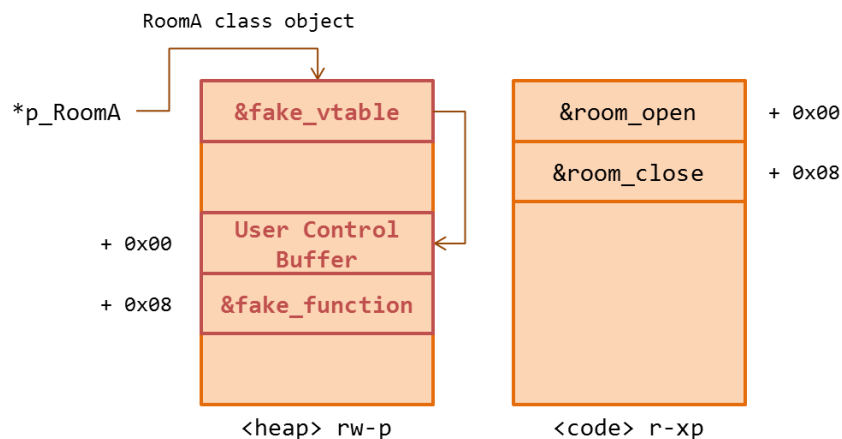 RoomA class object
*p_RoomA
&fake_vtable
+ 0x00
User Control
Buffer
+ 0x08
&fake_function
<heap> rw-p
&room_open
+ 0x00
&room_close
+ 0x08
<code> r-xp